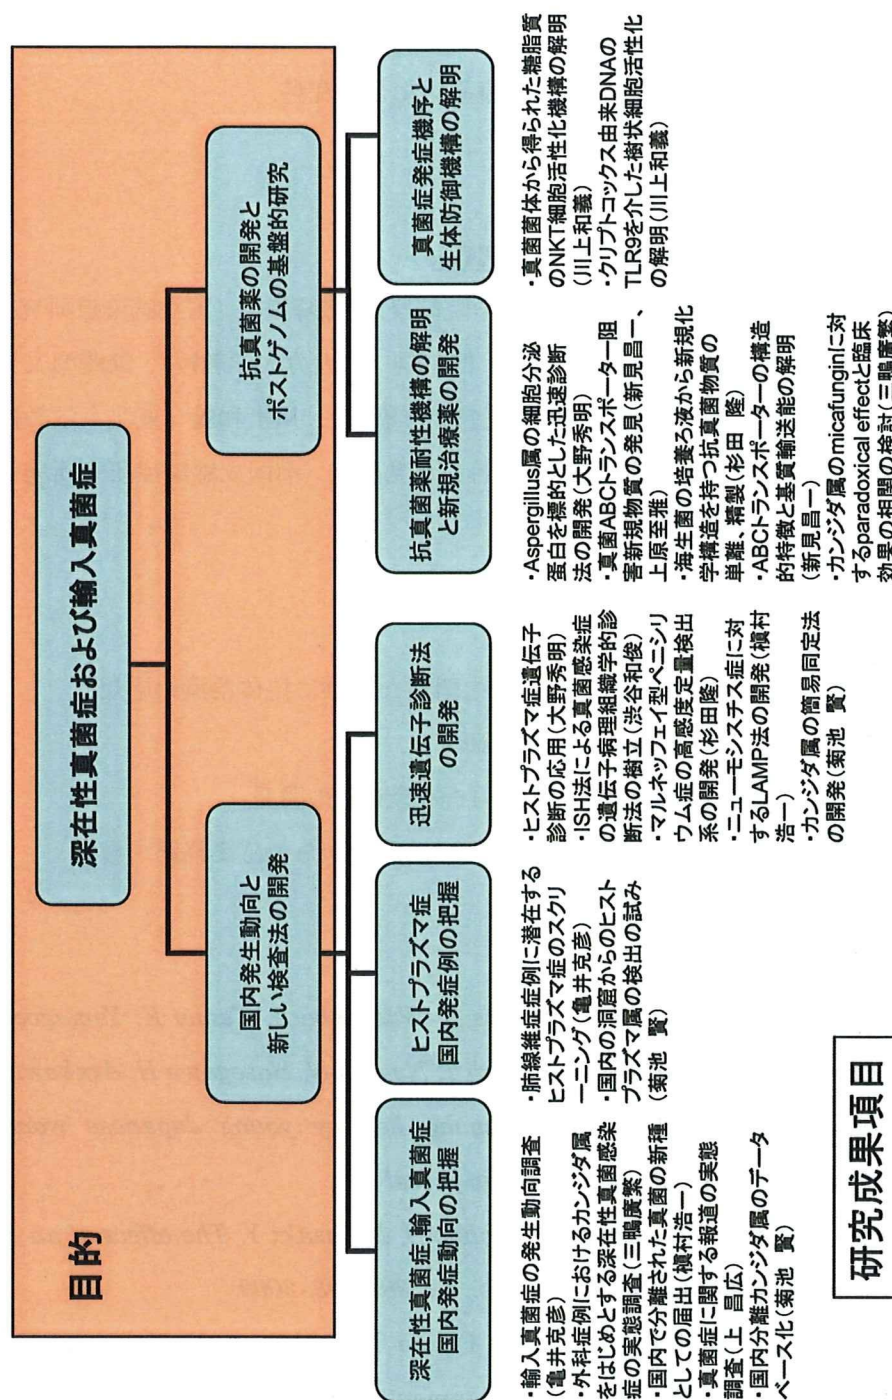 目的
深在性真菌症および輸入真菌症
国内発生動向と
新しい検査法の開発
抗真菌薬の開発と
ポストゲノムの基盤的研究
深在性真菌症,輸入真菌症
国内発症動向の把握
ヒストプラズマ症
国内発症例の把握
迅速遺伝子診断法
の開発
抗真菌薬耐性機構の解明
と新規治療薬の開発
真菌症発症機序と
生体防御機構の解明
・輸入真菌症の発生動向調査
(亀井克彦)
・外科症例におけるカンジダ属
をはじめとする深在性真菌感染
症の実態調査(三鴨廣繁)
・国内で分離された真菌の新種
としての届出(槇村浩一)
・真菌症に関する報道の実態
調査(上 昌広)
・国内分離カンジダ属のデータ
ベース化(菊池 賢)
・肺線維症症例に潜在する
ヒストプラズマ症のスクリ
ーニング(亀井克彦)
・国内の洞窟からのヒスト
プラズマ属の検出の試み
(菊池 賢)
・ヒストプラズマ症遺伝子
診断の応用(大野秀明)
・ISH法による真菌感染症
の遺伝子病理組織学的診
断法の樹立(渋谷和俊)
・マルネッフェイ型ペニシリ
ウム症の高感度定量検出
系の開発(杉田隆)
・ニューモシスチス症に対
するLAMP法の開発(槇村
浩一)
・カンジダ属の簡易同定法
の開発(菊池 賢)
・Aspergillus属の細胞分泌
蛋白を標的とした迅速診断
法の開発(大野秀明)
・真菌ABCトランスポーター阻
害新規物質の発見(新見昌一、
上原至雅)
・海生菌の培養ろ液から新規化
学構造を持つ抗真菌物質の
単離、精製(杉田 隆)
・ABCトランスポーターの構造
的特徴と基質輸送能の解明
(新見昌一)
・カンジダ属のmicafunginに対
するparadoxical effectと臨床
効果の相関の検討(三鴨廣繁)
・真菌菌体から得られた糖脂質
のNKT細胞活性化機構の解明
(川上和義)
・クリプトコックス由来DNAの
TLR9を介した樹状細胞活性化
の解明(川上和義)
研究成果項目